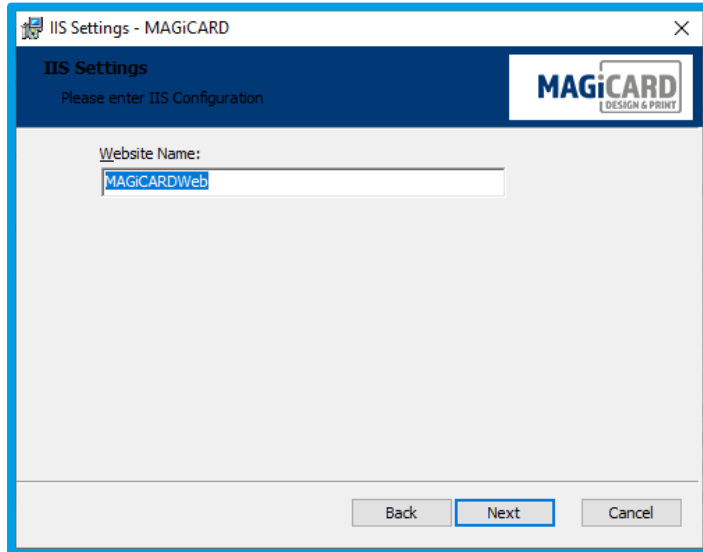 IIS Settings - MAGiCARD
IIS Settings
Please enter IIS Configuration
MAGiCARD
DESIGN & PRINT
Website Name:
MAGiCARDWeb
Back Next Cancel